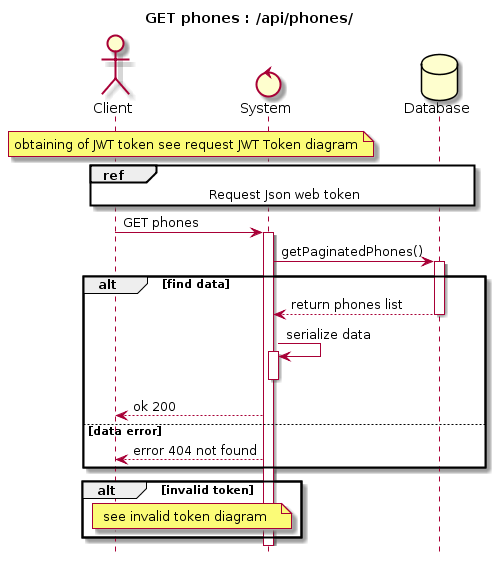 GET phones : /api/phones/
Client
System
Database
obtaining of JWT token see request JWT Token diagram
ref
Request Json web token
GET phones
getPaginatedPhones()
alt [find data]
return phones list
serialize data
ok 200
[data error]
error 404 not found
alt [invalid token]
see invalid token diagram